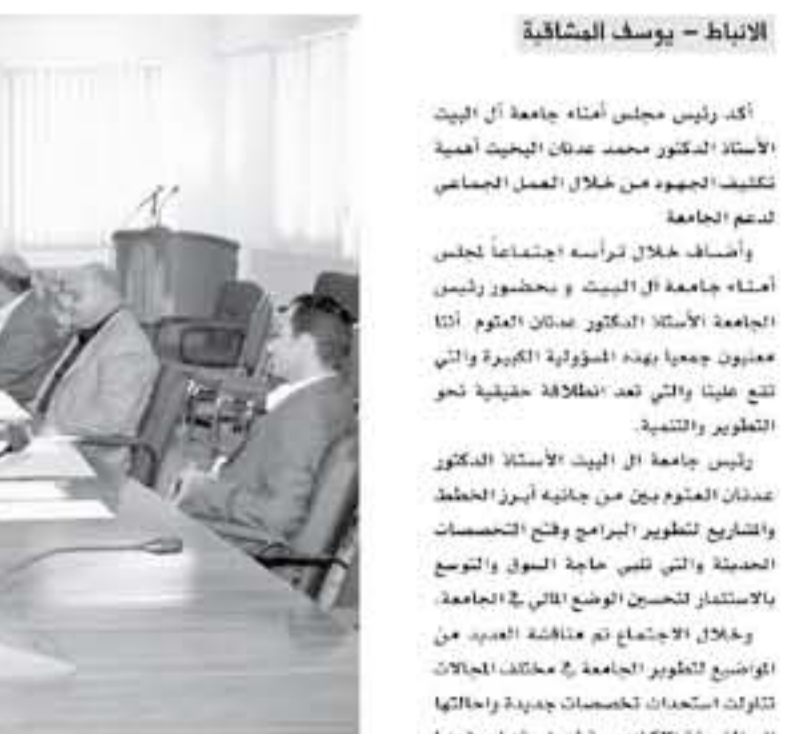 الانباط – يوسف المشاقبة
أكد رئيس مجلس أمناء جامعة آل البيت
الأستاذ الدكتور محمد عدنان البخيت أهمية
تكثيف الجهود من خلال العمل الجماعي
لدعم الجامعة
وأضاف خلال ترأسه اجتماعاً لمجلس
أمناء جامعة آل البيت و بحضور رئيس
الجامعة الأستاذ الدكتور عدنان العتوم أننا
معنيون جمعيا بهذه المسؤولية الكبيرة والتي
تقع علينا والتي تعد انطلاقة حقيقية نحو
التطوير والتنمية.
رئيس جامعة ال البيت الأستاذ الدكتور
عدنان العتوم بين من جانبه أبرز الخطط
والمشاريع لتطوير البرامج وفتح التخصصات
الحديثة والتي تلبي حاجة السوق والتوسع
بالاستثمار لتحسين الوضع المالي في الجامعة.
وخلال الاجتماع تم مناقشة العديد من
المواضيع لتطوير الجامعة في مختلف المجالات
تناولت استحداث تخصصات جديدة واحالتها